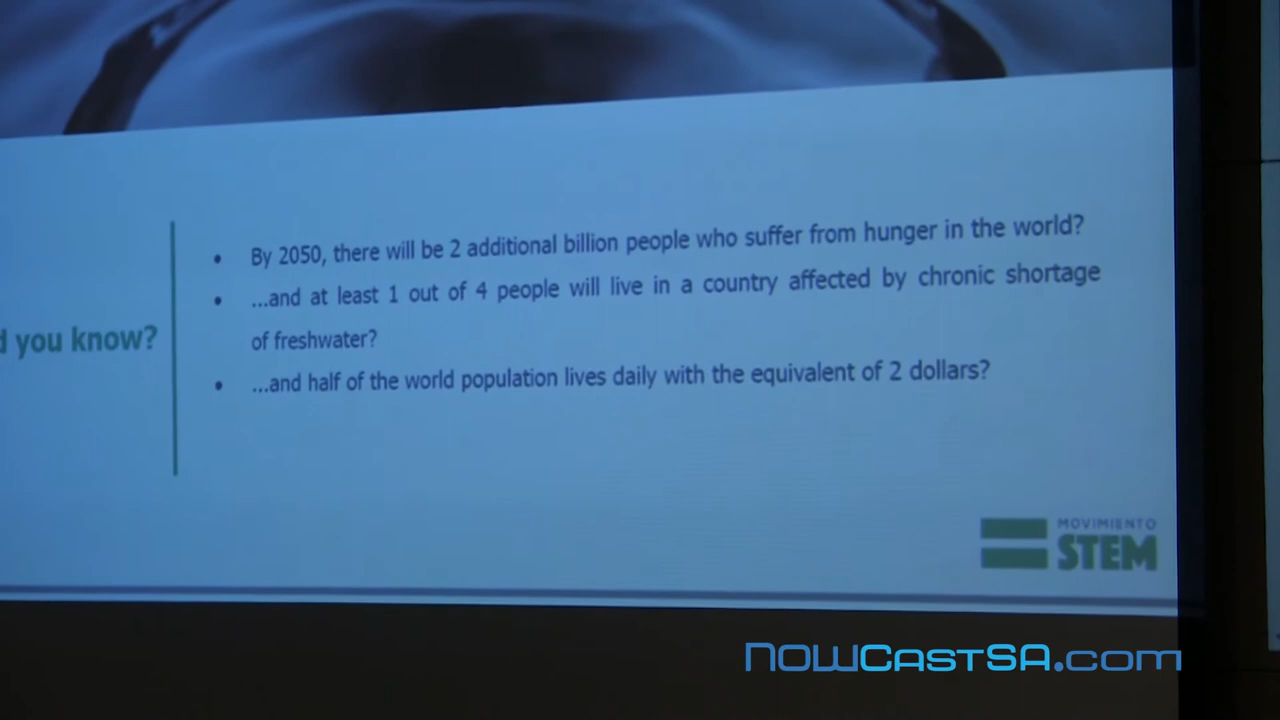 By 2050, there will be 2 additional billion people who suffer from hunger in the world?
...and at least 1 out of 4 people will live in a country affected by chronic shortage
of freshwater?
d you know?
...and half of the world population lives daily with the equivalent of 2 dollars?
MOVIMIENTO
STEM
NOWCASTSA.COM